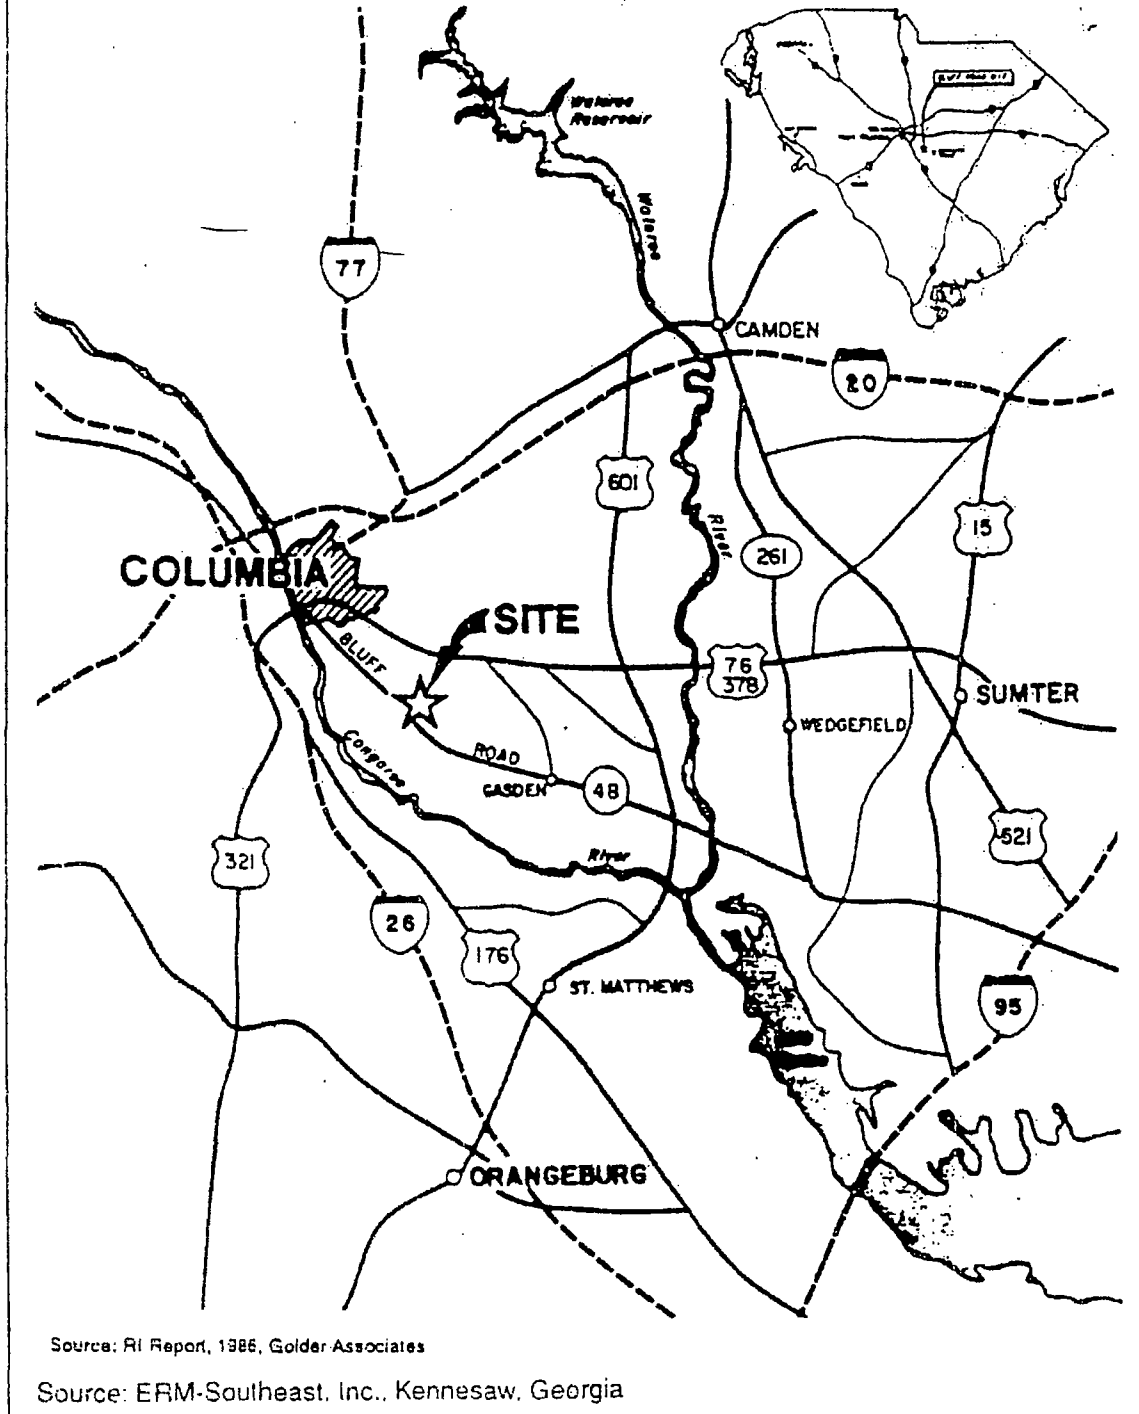 Wateree
Reservoir
Wateree
77
CAMDEN
20
601
River
15
261
COLUMBIA
SITE
BLUFF
76
378
SUMTER
WEDGEFIELD
Congaree
ROAD
GASDEN
48
321
River
521
26
176
ST. MATTHEWS
95
ORANGEBURG
Source: RI Report, 1986, Golder Associates
Source: ERM-Southeast, Inc., Kennesaw, Georgia